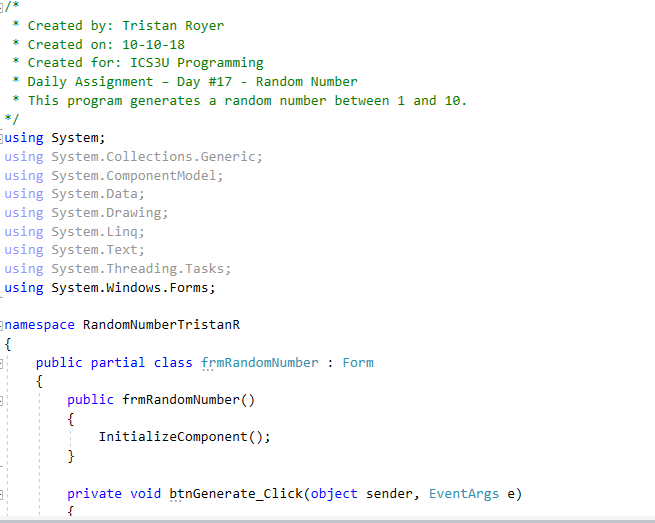 /*
 * Created by: Tristan Royer
 * Created on: 10-10-18
 * Created for: ICS3U Programming
 * Daily Assignment – Day #17 - Random Number
 * This program generates a random number between 1 and 10.
*/
using System;
using System.Collections.Generic;
using System.ComponentModel;
using System.Data;
using System.Drawing;
using System.Linq;
using System.Text;
using System.Threading.Tasks;
using System.Windows.Forms;

namespace RandomNumberTristanR
{
    public partial class frmRandomNumber : Form
    {
        public frmRandomNumber()
        {
            InitializeComponent();
        }

        private void btnGenerate_Click(object sender, EventArgs e)
        {